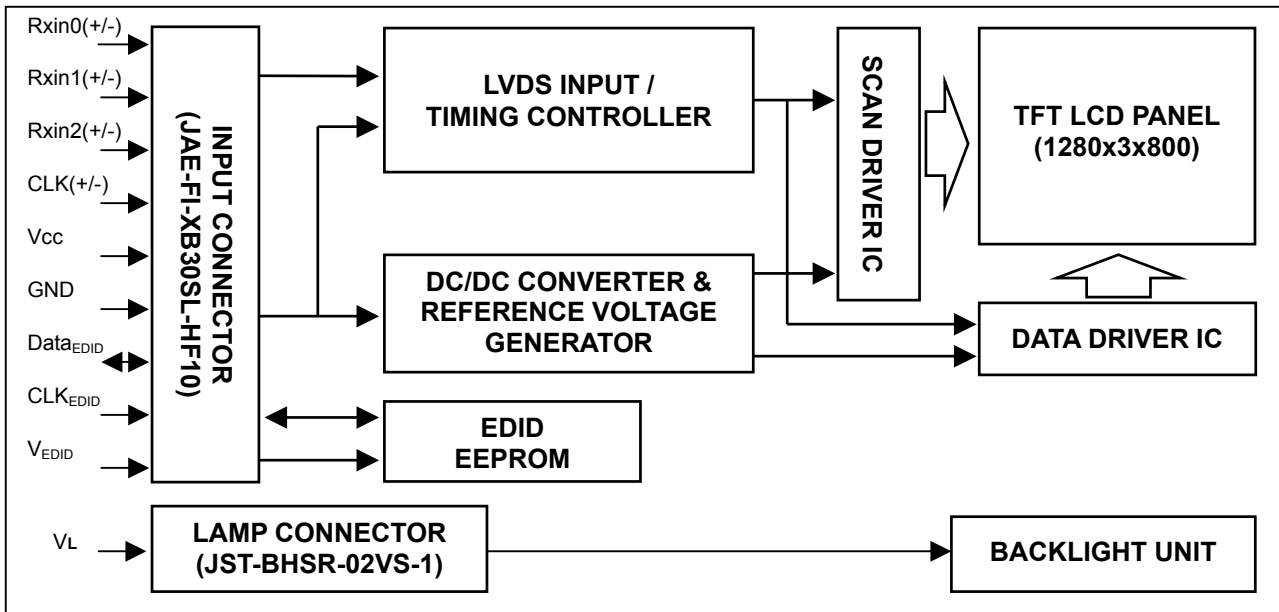 Rxin0(+/-)
Rxin1(+/-)
Rxin2(+/-)
CLK(+/-)
Vcc
GND
DataEDID
CLKEDID
VEDID
VL
INPUT CONNECTOR
(JAE-FI-XB30SL-HF10)
LVDS INPUT /
TIMING CONTROLLER
DC/DC CONVERTER &
REFERENCE VOLTAGE
GENERATOR
EDID
EEPROM
LAMP CONNECTOR
(JST-BHSR-02VS-1)
SCAN DRIVER IC
TFT LCD PANEL
(1280x3x800)
DATA DRIVER IC
BACKLIGHT UNIT